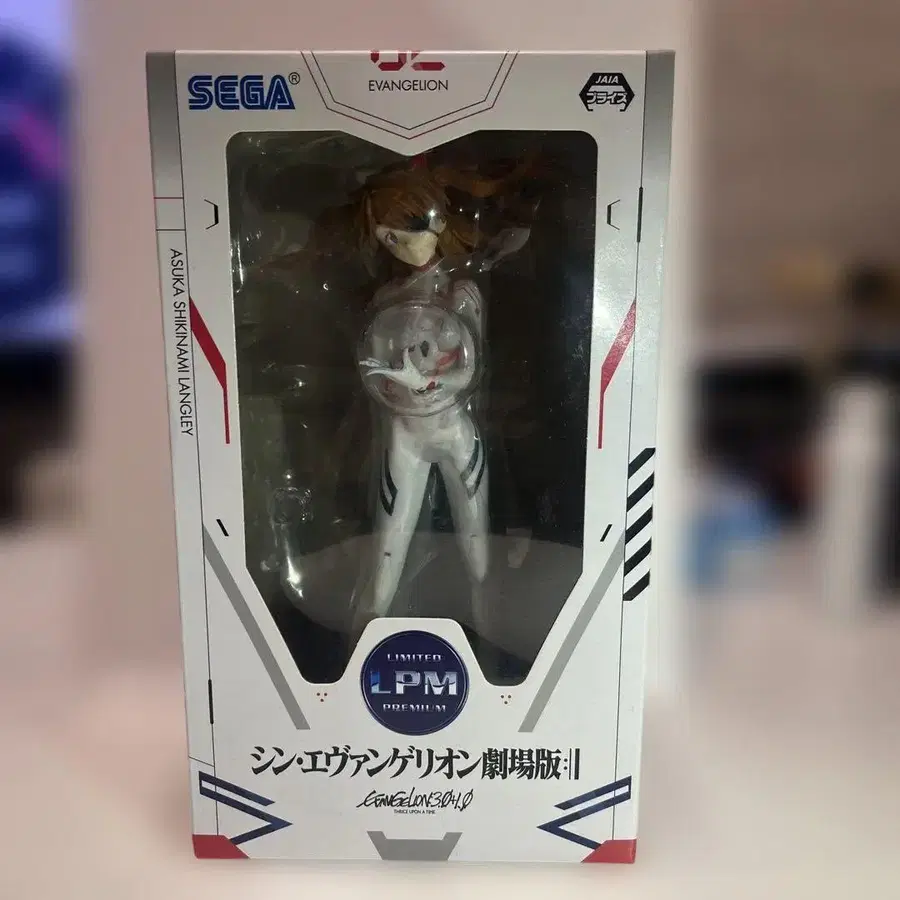 SEGA®
02
EVANGELION
JAIA
プライズ
ASUKA SHIKINAMI LANGLEY
LIMITED
LPM
PREMIUM
シン・エヴァンゲリオン劇場版:||
EVANGELION:3.0+1.0
THRICE UPON A TIME